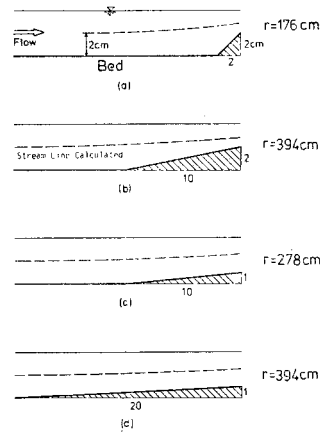 r=176cm
Flow
2cm
2cm
Bed
2
(a)
r=394cm
Stream Line Calculated
2
10
(b)
r=278cm
1
10
(c)
r=394cm
1
20
(d)